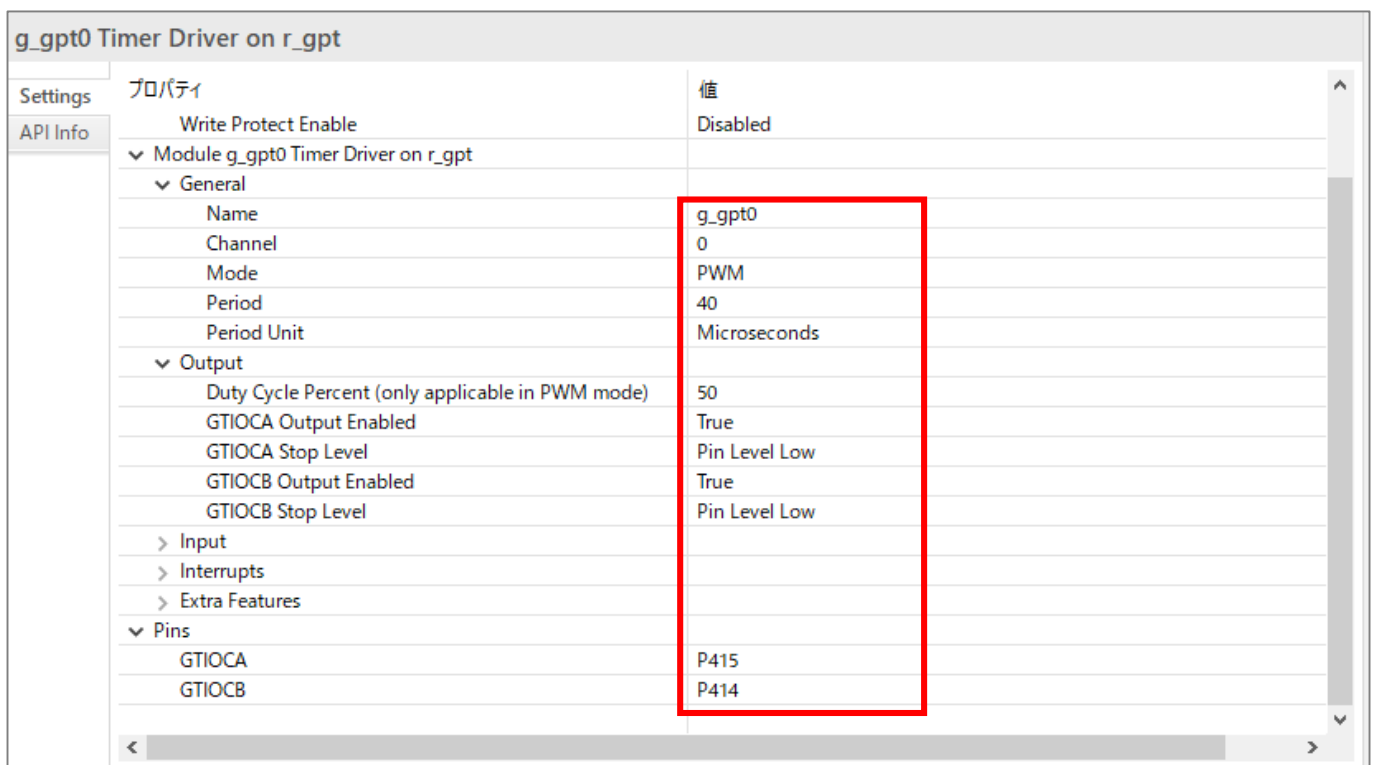 g_gpt0 Timer Driver on r_gpt
Settings
API Info
プロパティ 値
Write Protect Enable Disabled
Module g_gpt0 Timer Driver on r_gpt
General
Name g_gpt0
Channel 0
Mode PWM
Period 40
Period Unit Microseconds
Output
Duty Cycle Percent (only applicable in PWM mode) 50
GTIOCA Output Enabled True
GTIOCA Stop Level Pin Level Low
GTIOCB Output Enabled True
GTIOCB Stop Level Pin Level Low
Input
Interrupts
Extra Features
Pins
GTIOCA P415
GTIOCB P414